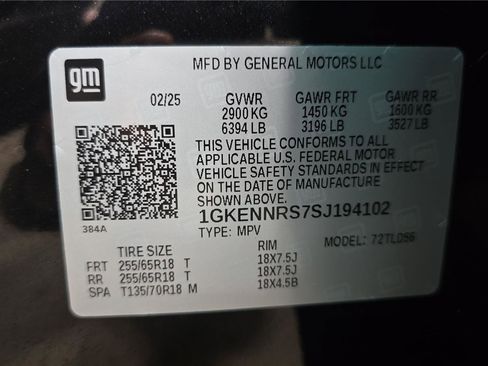 gm
MFD BY GENERAL MOTORS LLC
02/25 GVWR GAWR FRT GAWR RR
2900 KG 1450 KG 1600 KG
6394 LB 3196 LB 3527 LB
THIS VEHICLE CONFORMS TO ALL
APPLICABLE U.S. FEDERAL MOTOR
VEHICLE SAFETY STANDARDS IN EFFECT
ON THE DATE OF MANUFACTURE
SHOWN ABOVE.
384A
1GKENNRS7SJ194102
TYPE: MPV MODEL: 72TLD56
TIRE SIZE RIM
FRT 255/65R18 T 18X7.5J
RR 255/65R18 T 18X7.5J
SPA T135/70R18 M 18X4.5B